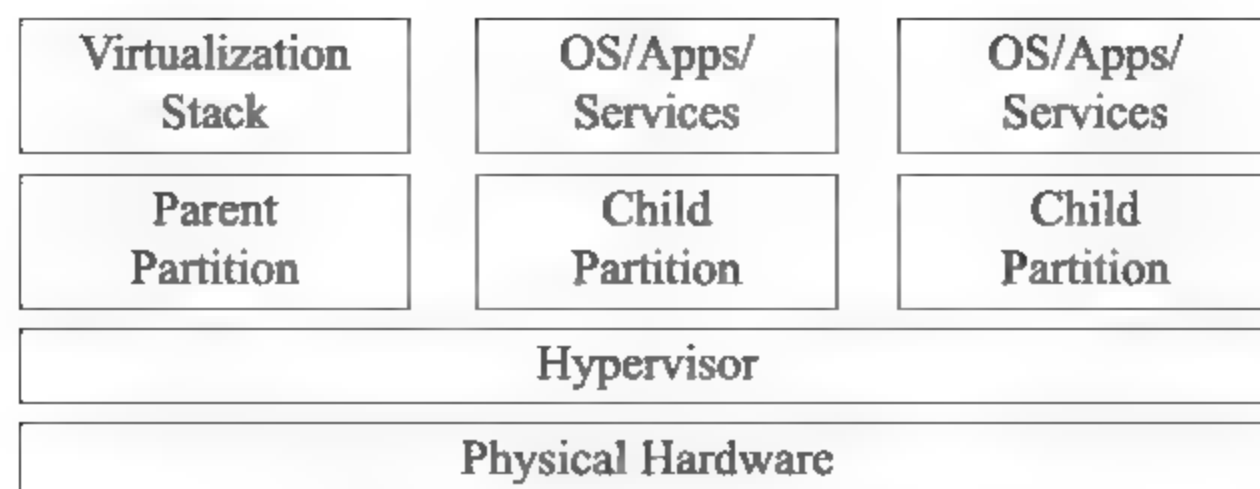 Virtualization
Stack
OS/Apps/
Services
OS/Apps/
Services
Parent
Partition
Child
Partition
Child
Partition
Hypervisor
Physical Hardware